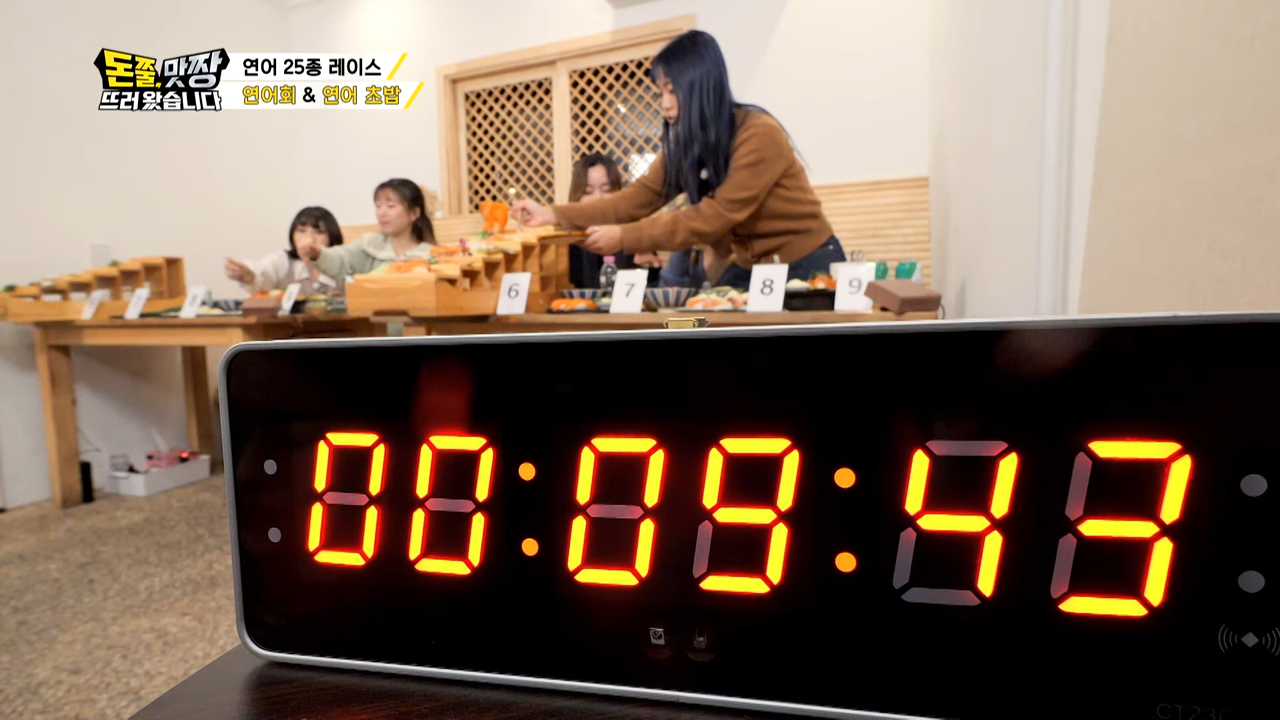 돈쭐, 맛짱
뜨러 왔습니다
연어 25종 레이스
연어회 & 연어 초밥
6
7
8
9
00:09:43